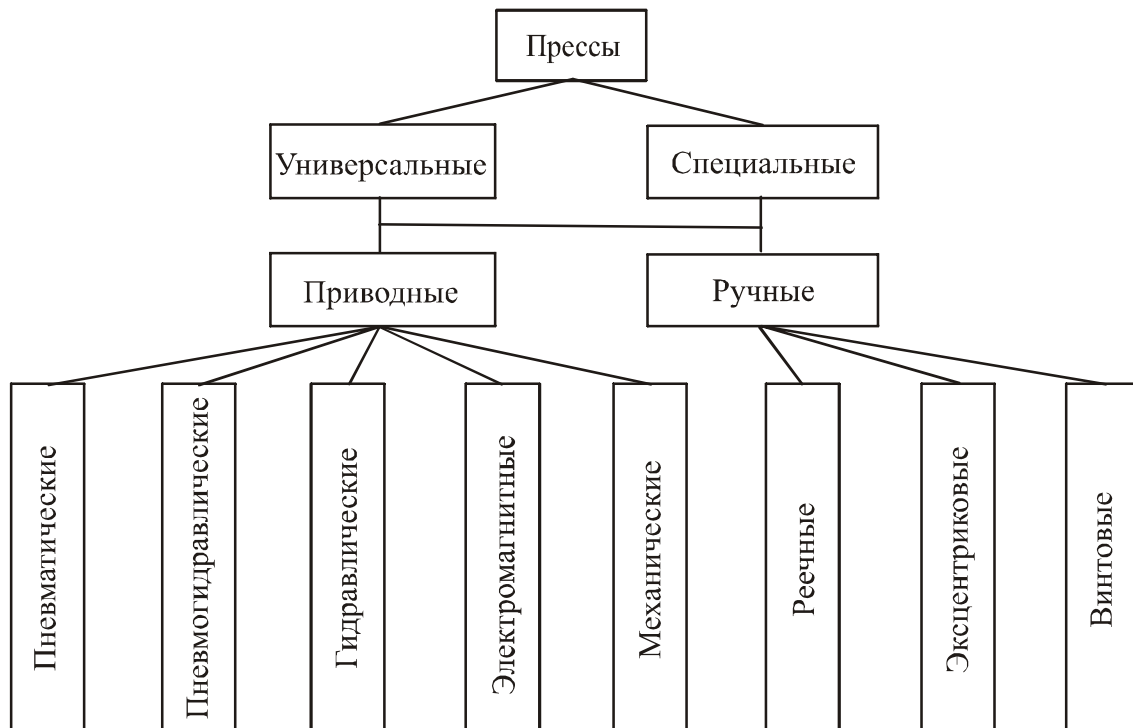 Прессы
Универсальные
Специальные
Приводные
Ручные
Пневматические
Пневмогидравлические
Гидравлические
Электромагнитные
Механические
Реечные
Эксцентриковые
Винтовые